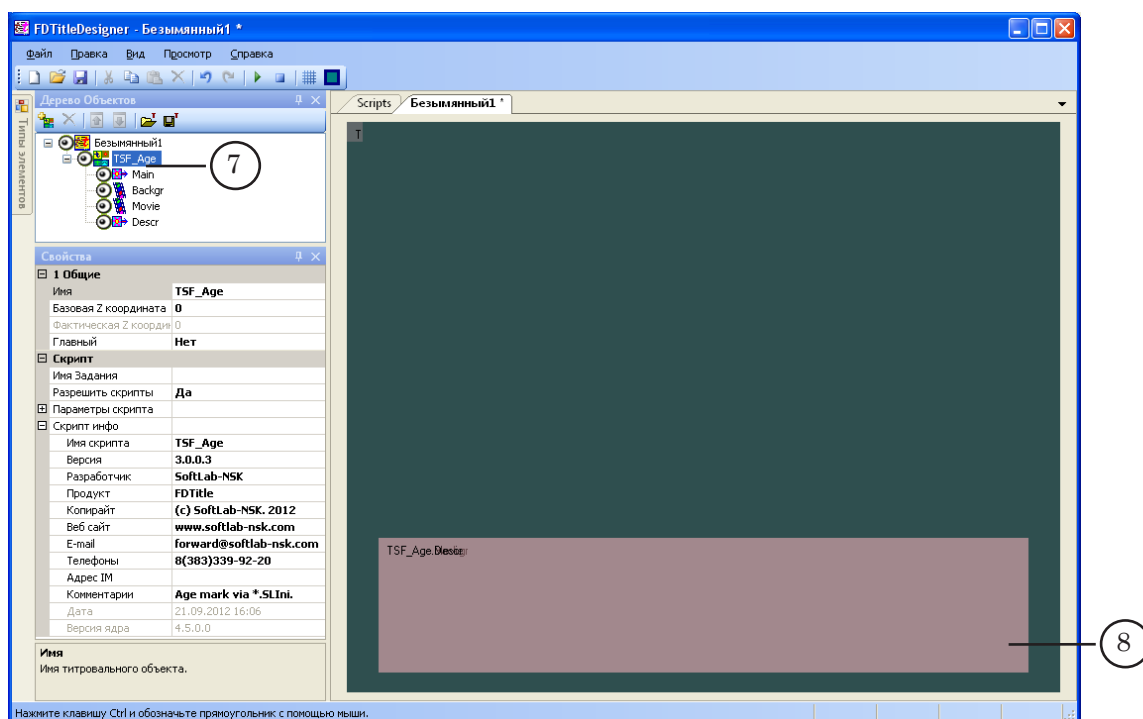 FDTitleDesigner - Безымянный1 *
Файл Правка Вид Просмотр Справка
Типы элементов
Дерево Объектов
Безымянный1
TSF_Age
Main
Backgr
Movie
Descr
7
Свойства
1 Общие
Имя TSF_Age
Базовая Z координата 0
Фактическая Z коорди 0
Главный Нет
Скрипт
Имя Задания
Разрешить скрипты Да
Параметры скрипта
Скрипт инфо
Имя скрипта TSF_Age
Версия 3.0.0.3
Разработчик SoftLab-NSK
Продукт FDTitle
Копирайт (c) SoftLab-NSK. 2012
Веб сайт www.softlab-nsk.com
E-mail forward@softlab-nsk.com
Телефоны 8(383)339-92-20
Адрес IM
Комментарии Age mark via *.SLIni.
Дата 21.09.2012 16:06
Версия ядра 4.5.0.0
Имя
Имя титровального объекта.
Scripts Безымянный1 *
T
TSF_Age.
8
Нажмите клавишу Ctrl и обозначьте прямоугольник с помощью мыши.